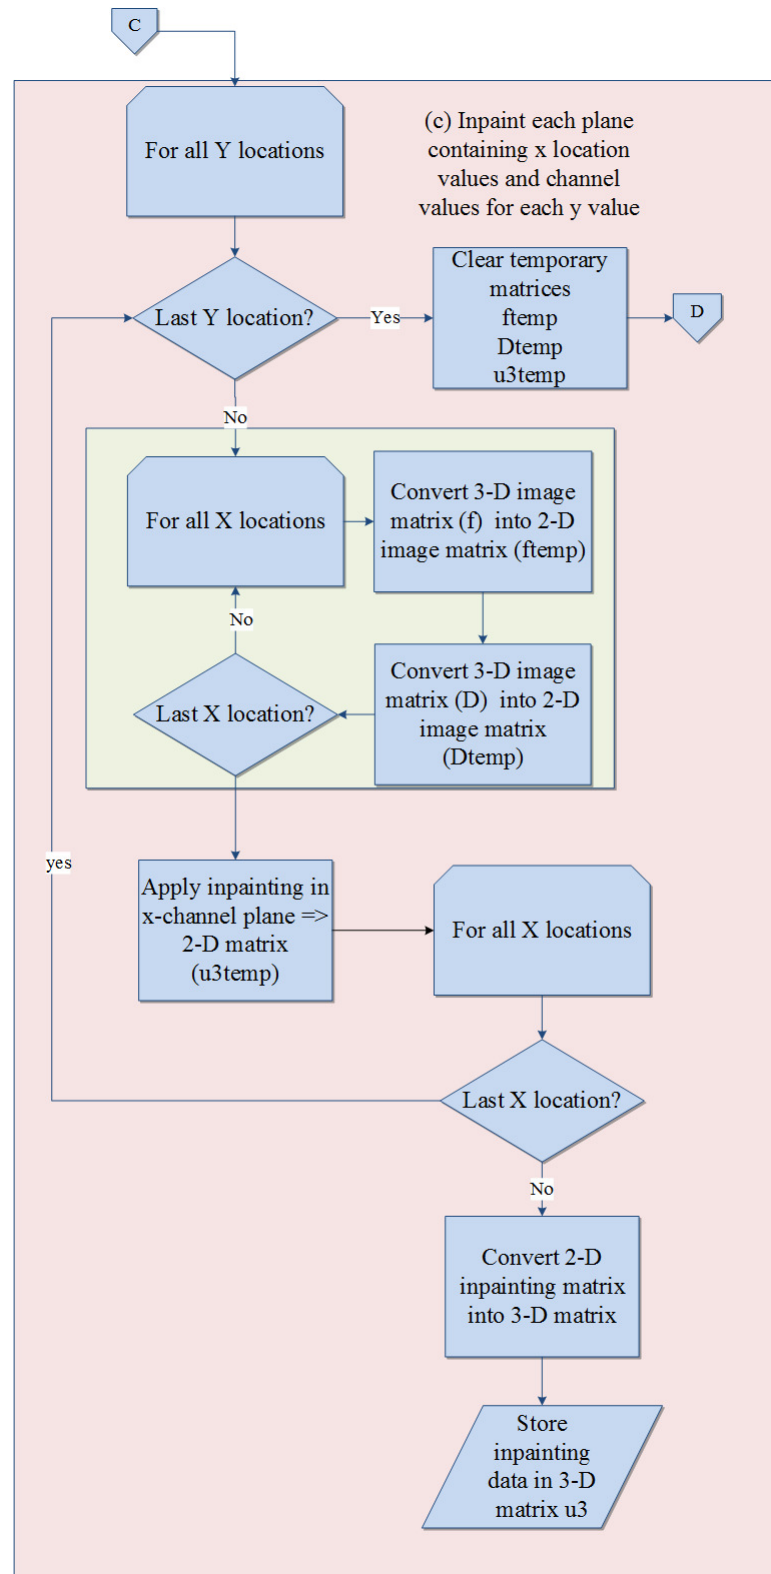 C
For all Y locations
(c) Inpaint each plane
containing x location
values and channel
values for each y value
Last Y location?
Yes
Clear temporary
matrices
ftemp
Dtemp
u3temp
D
No
For all X locations
Convert 3-D image
matrix (f) into 2-D
image matrix (ftemp)
No
Last X location?
Convert 3-D image
matrix (D) into 2-D
image matrix
(Dtemp)
yes
Apply inpainting in
x-channel plane =>
2-D matrix
(u3temp)
For all X locations
Last X location?
No
Convert 2-D
inpainting matrix
into 3-D matrix
Store
inpainting
data in 3-D
matrix u3